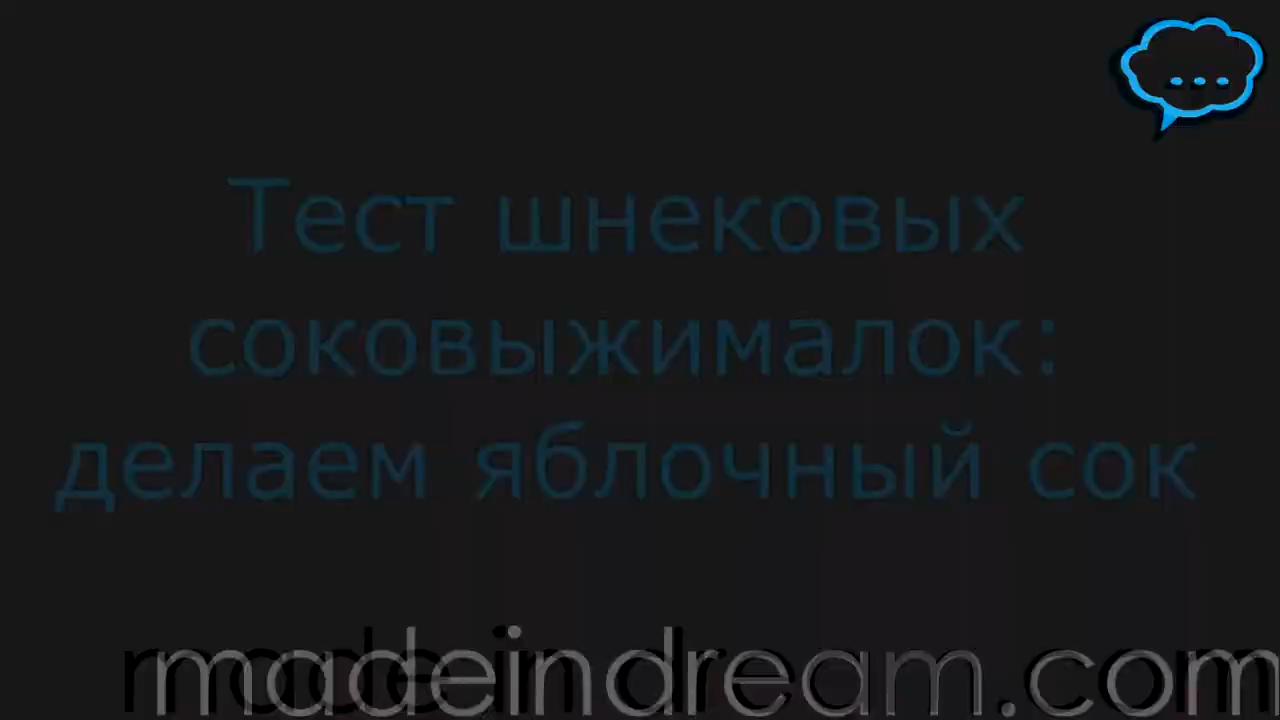 Тест шнековых
соковыжималок:
делаем яблочный сок
madeindream.com